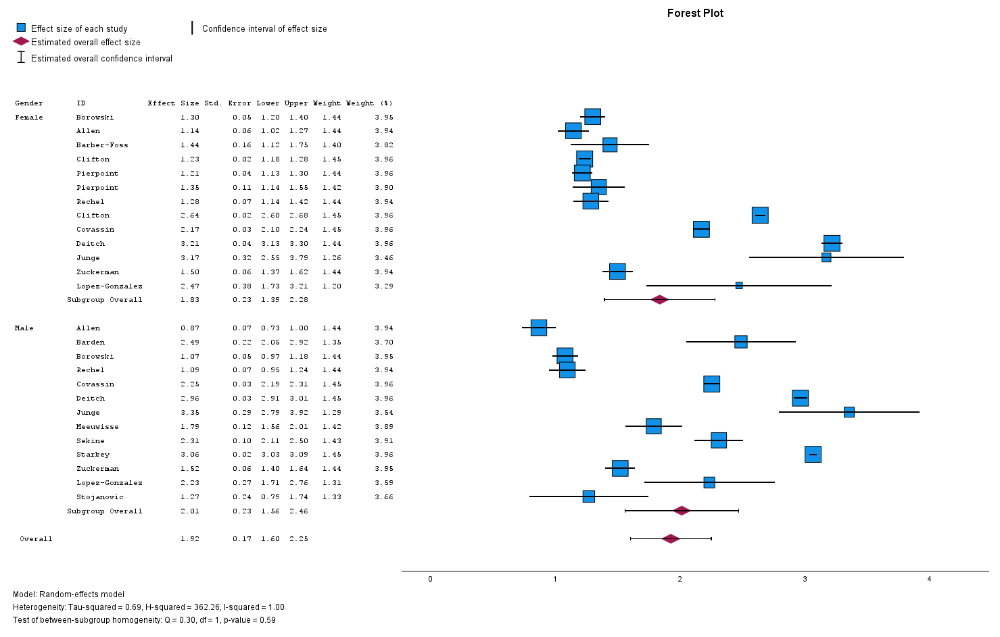 Forest Plot
Effect size of each study
Confidence interval of effect size
Estimated overall effect size
Estimated overall confidence interval
Gender ID Effect Size Std. Error Lower Upper Weight Weight (%)
Female Borowski 1.30 0.05 1.20 1.40 1.44 3.95
Allen 1.14 0.06 1.02 1.27 1.44 3.94
Barber-Foss 1.44 0.16 1.12 1.75 1.40 3.82
Clifton 1.23 0.02 1.18 1.28 1.45 3.96
Pierpoint 1.21 0.04 1.13 1.30 1.44 3.96
Pierpoint 1.35 0.11 1.14 1.55 1.42 3.90
Rechel 1.28 0.07 1.14 1.42 1.44 3.94
Clifton 2.64 0.02 2.60 2.68 1.45 3.96
Covassin 2.17 0.03 2.10 2.24 1.45 3.96
Deitch 3.21 0.04 3.13 3.30 1.44 3.96
Junge 3.17 0.32 2.55 3.79 1.26 3.46
Zuckerman 1.50 0.06 1.37 1.62 1.44 3.94
Lopez-Gonzalez 2.47 0.38 1.73 3.21 1.20 3.29
Subgroup Overall 1.83 0.23 1.39 2.28
Male Allen 0.87 0.07 0.73 1.00 1.44 3.94
Barden 2.49 0.22 2.05 2.92 1.35 3.70
Borowski 1.07 0.05 0.97 1.18 1.44 3.95
Rechel 1.09 0.07 0.95 1.24 1.44 3.94
Covassin 2.25 0.03 2.19 2.31 1.45 3.96
Deitch 2.96 0.03 2.91 3.01 1.45 3.96
Junge 3.35 0.29 2.79 3.92 1.29 3.54
Meeuwisse 1.79 0.12 1.56 2.01 1.42 3.89
Sekine 2.31 0.10 2.11 2.50 1.43 3.91
Starkey 3.06 0.02 3.03 3.09 1.45 3.96
Zuckerman 1.52 0.06 1.40 1.64 1.44 3.95
Lopez-Gonzalez 2.23 0.27 1.71 2.76 1.31 3.59
Stojanovic 1.27 0.24 0.79 1.74 1.33 3.66
Subgroup Overall 2.01 0.23 1.56 2.46
Overall 1.92 0.17 1.60 2.25
0 1 2 3 4
Model: Random-effects model
Heterogeneity: Tau-squared = 0.69, H-squared = 362.26, I-squared = 1.00
Test of between-subgroup homogeneity: Q = 0.30, df = 1, p-value = 0.59